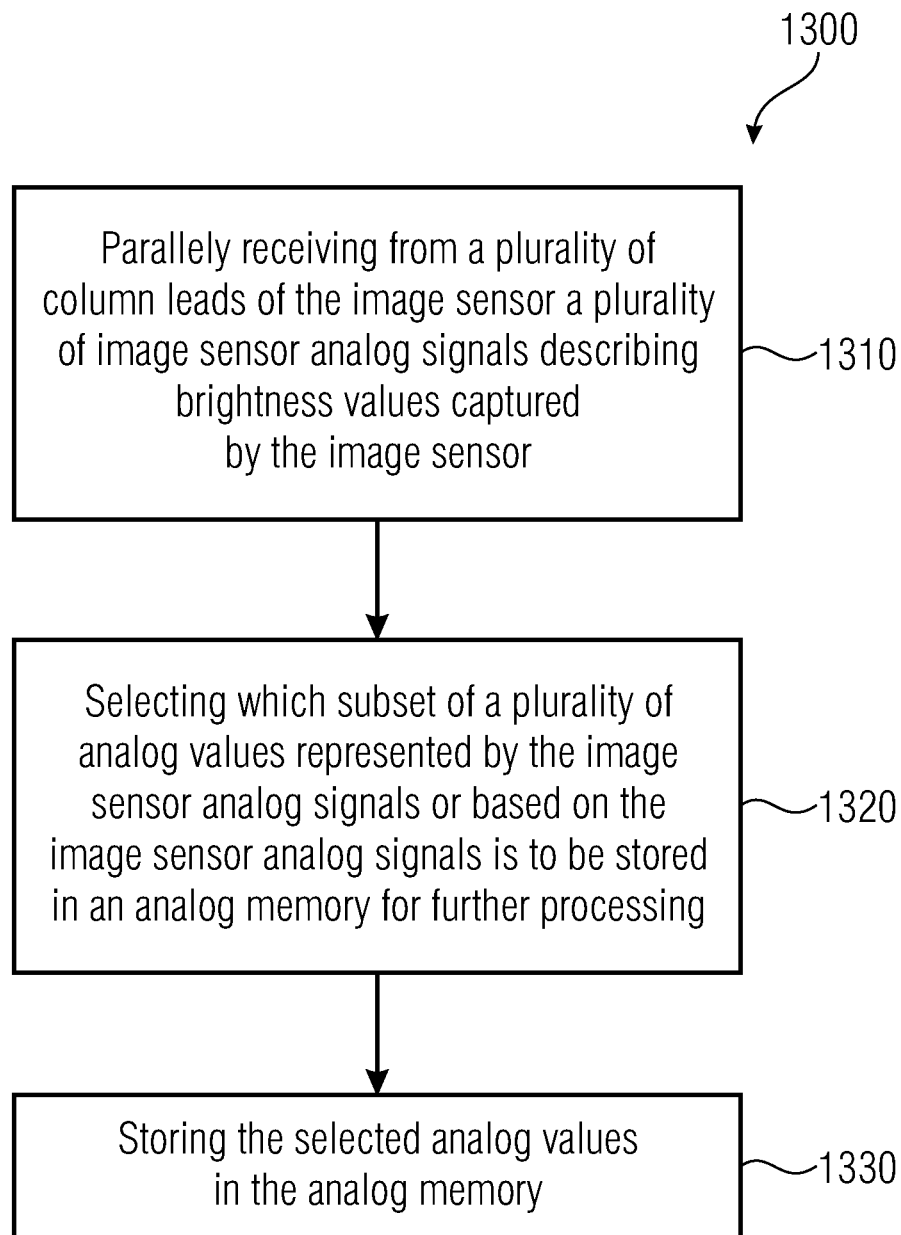 1300
Parallely receiving from a plurality of
column leads of the image sensor a plurality
of image sensor analog signals describing
brightness values captured
by the image sensor
1310
Selecting which subset of a plurality of
analog values represented by the image
sensor analog signals or based on the
image sensor analog signals is to be stored
in an analog memory for further processing
1320
Storing the selected analog values
in the analog memory
1330